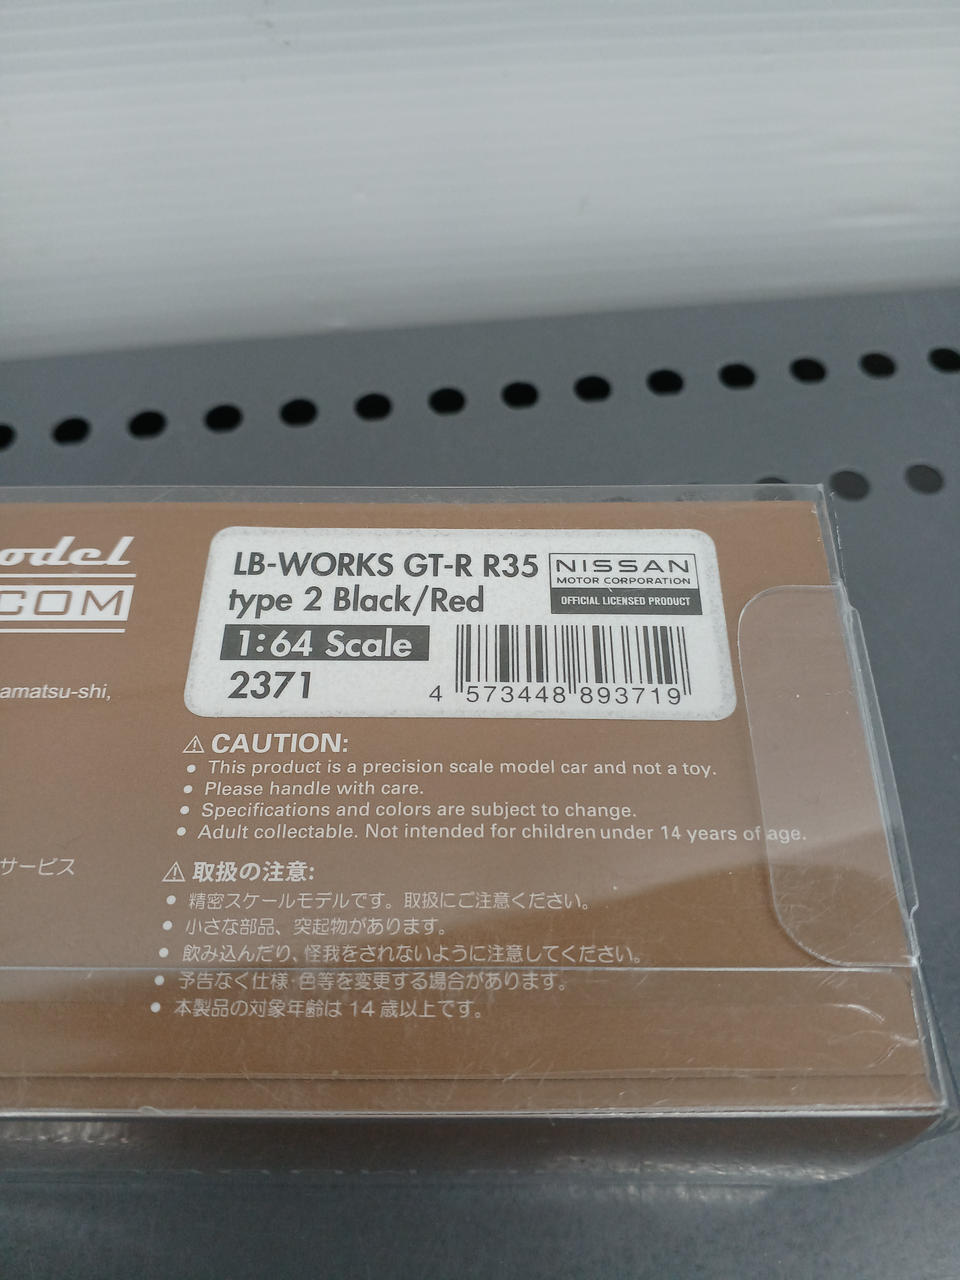 odel
COM
amatsu-shi,
サービス
LB-WORKS GT-R R35
type 2 Black/Red
1:64 Scale
2371
NISSAN
MOTOR CORPORATION
OFFICIAL LICENSED PRODUCT
4 573448 893719
⚠ CAUTION:
• This product is a precision scale model car and not a toy.
• Please handle with care.
• Specifications and colors are subject to change.
• Adult collectable. Not intended for children under 14 years of age.
⚠ 取扱の注意:
• 精密スケールモデルです。取扱にご注意ください。
• 小さな部品、突起物があります。
• 飲み込んだり、怪我をされないように注意してください。
• 予告なく仕様・色等を変更する場合があります。
• 本製品の対象年齢は 14 歳以上です。